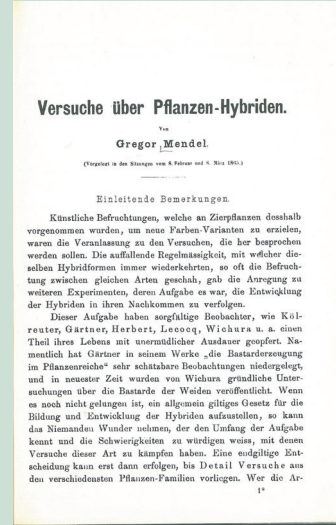 Versuche über Pflanzen-Hybriden.
Von
Gregor Mendel.
(Vorgelegt in den Sitzungen vom 8. Februar und 8. März 1865.)
Einleitende Bemerkungen.
Künstliche Befruchtungen, welche an Zierpflanzen desshalb
vorgenommen wurden, um neue Farben-Varianten zu erzielen,
waren die Veranlassung zu den Versuchen, die her besprochen
werden sollen. Die auffallende Regelmässigkeit, mit welcher die-
selben Hybridformen immer wiederkehrten, so oft die Befruch-
tung zwischen gleichen Arten geschah, gab die Anregung zu
weiteren Experimenten, deren Aufgabe es war, die Entwicklung
der Hybriden in ihren Nachkommen zu verfolgen.
Dieser Aufgabe haben sorgfältige Beobachter, wie Köl-
reuter, Gärtner, Herbert, Lecocq, Wichura u. a. einen
Theil ihres Lebens mit unermüdlicher Ausdauer geopfert. Na-
mentlich hat Gärtner in seinem Werke „die Bastarderzeugung
im Pflanzenreiche“ sehr schätzbare Beobachtungen niedergelegt,
und in neuester Zeit wurden von Wichura gründliche Unter-
suchungen über die Bastarde der Weiden veröffentlicht. Wenn
es noch nicht gelungen ist, ein allgemein giltiges Gesetz für die
Bildung und Entwicklung der Hybriden aufzustellen, so kann
das Niemanden Wunder nehmen, der den Umfang der Aufgabe
kennt und die Schwierigkeiten zu würdigen weiss, mit denen
Versuche dieser Art zu kämpfen haben. Eine endgiltige Ent-
scheidung kann erst dann erfolgen, bis Detail Versuche aus
den verschiedensten Pflanzen-Familien vorliegen. Wer die Ar-
1*